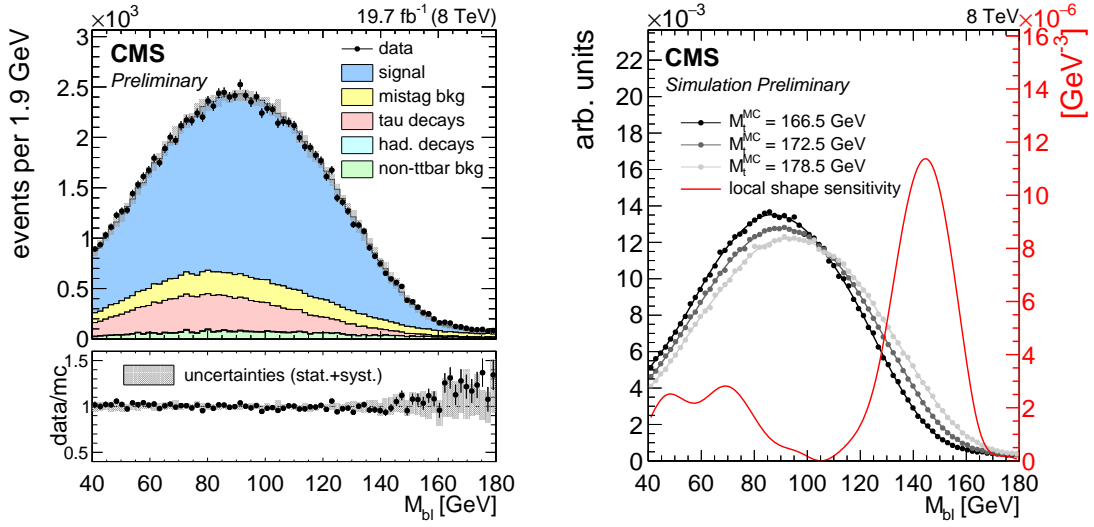 ×10³
19.7 fb⁻¹ (8 TeV)
CMS
Preliminary
data
signal
mistag bkg
tau decays
had. decays
non-ttbar bkg
events per 1.9 GeV
3
2.5
2
1.5
1
0.5
0
uncertainties (stat.+syst.)
data/mc
1.5
1
0.5
40 60 80 100 120 140 160 180
M_bl [GeV]
×10⁻³
8 TeV
×10⁻⁶
CMS
Simulation Preliminary
M_t^MC = 166.5 GeV
M_t^MC = 172.5 GeV
M_t^MC = 178.5 GeV
local shape sensitivity
arb. units
22
20
18
16
14
12
10
8
6
4
2
0
[GeV⁻³]
16
14
12
10
8
6
4
2
0
40 60 80 100 120 140 160 180
M_bl [GeV]